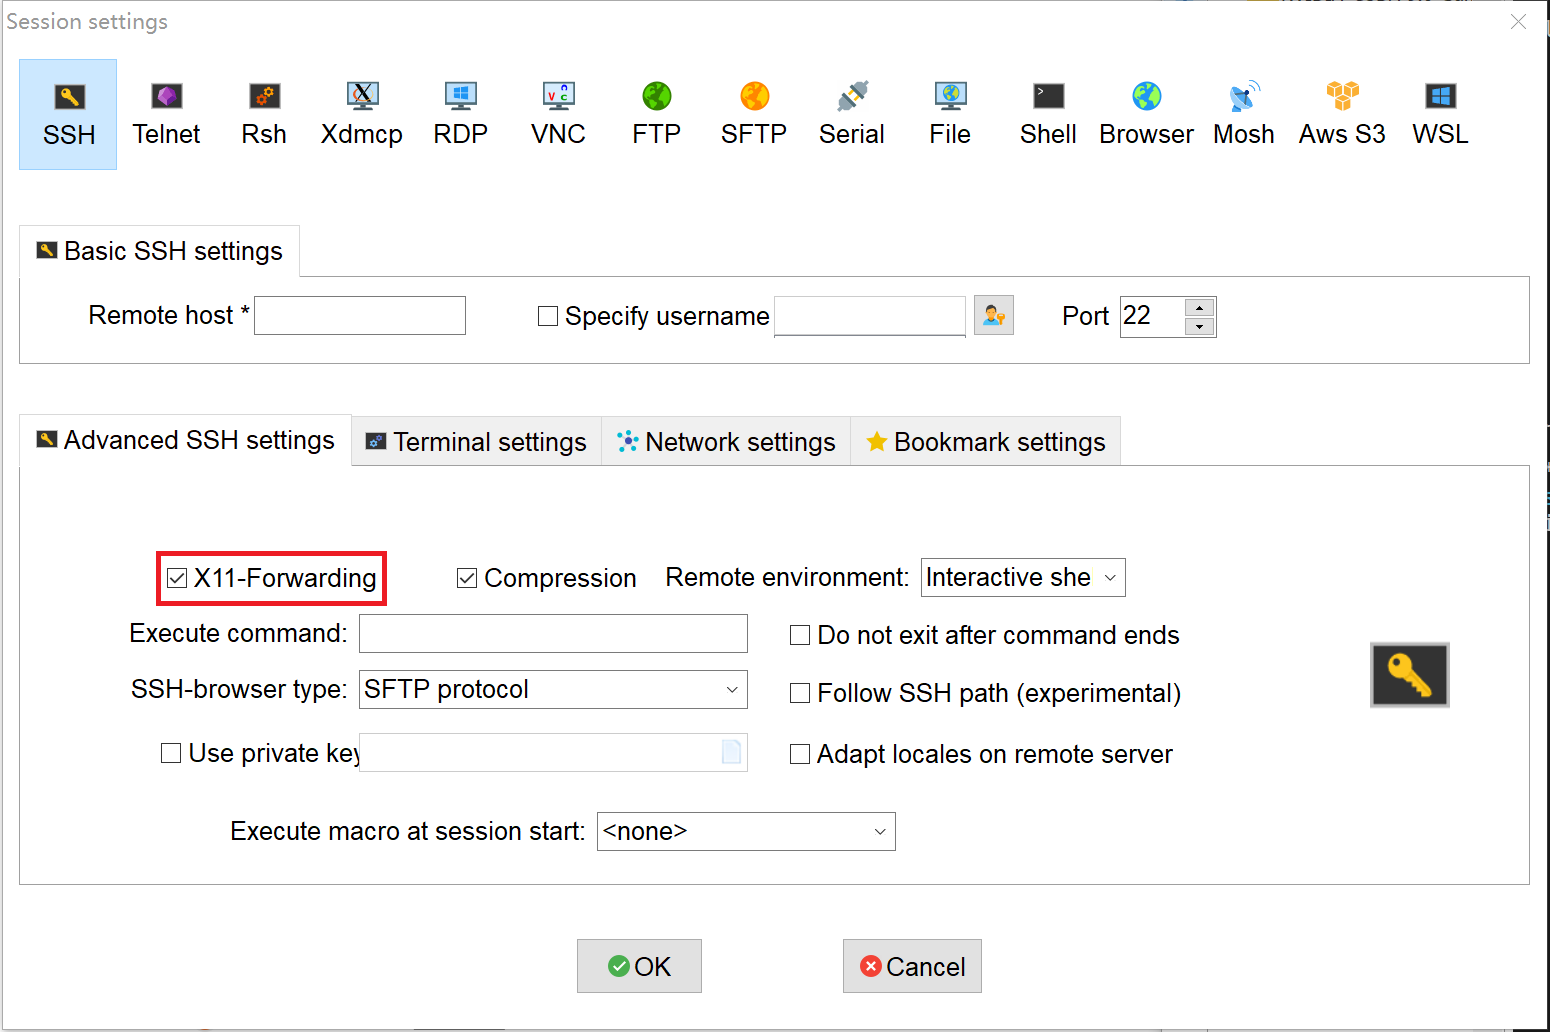 Session settings
SSH Telnet Rsh Xdmcp RDP VNC FTP SFTP Serial File Shell Browser Mosh Aws S3 WSL
Basic SSH settings
Remote host * Specify username Port 22
Advanced SSH settings Terminal settings Network settings Bookmark settings
X11-Forwarding Compression Remote environment: Interactive she
Execute command: Do not exit after command ends
SSH-browser type: SFTP protocol Follow SSH path (experimental)
Use private key Adapt locales on remote server
Execute macro at session start: <none>
OK Cancel